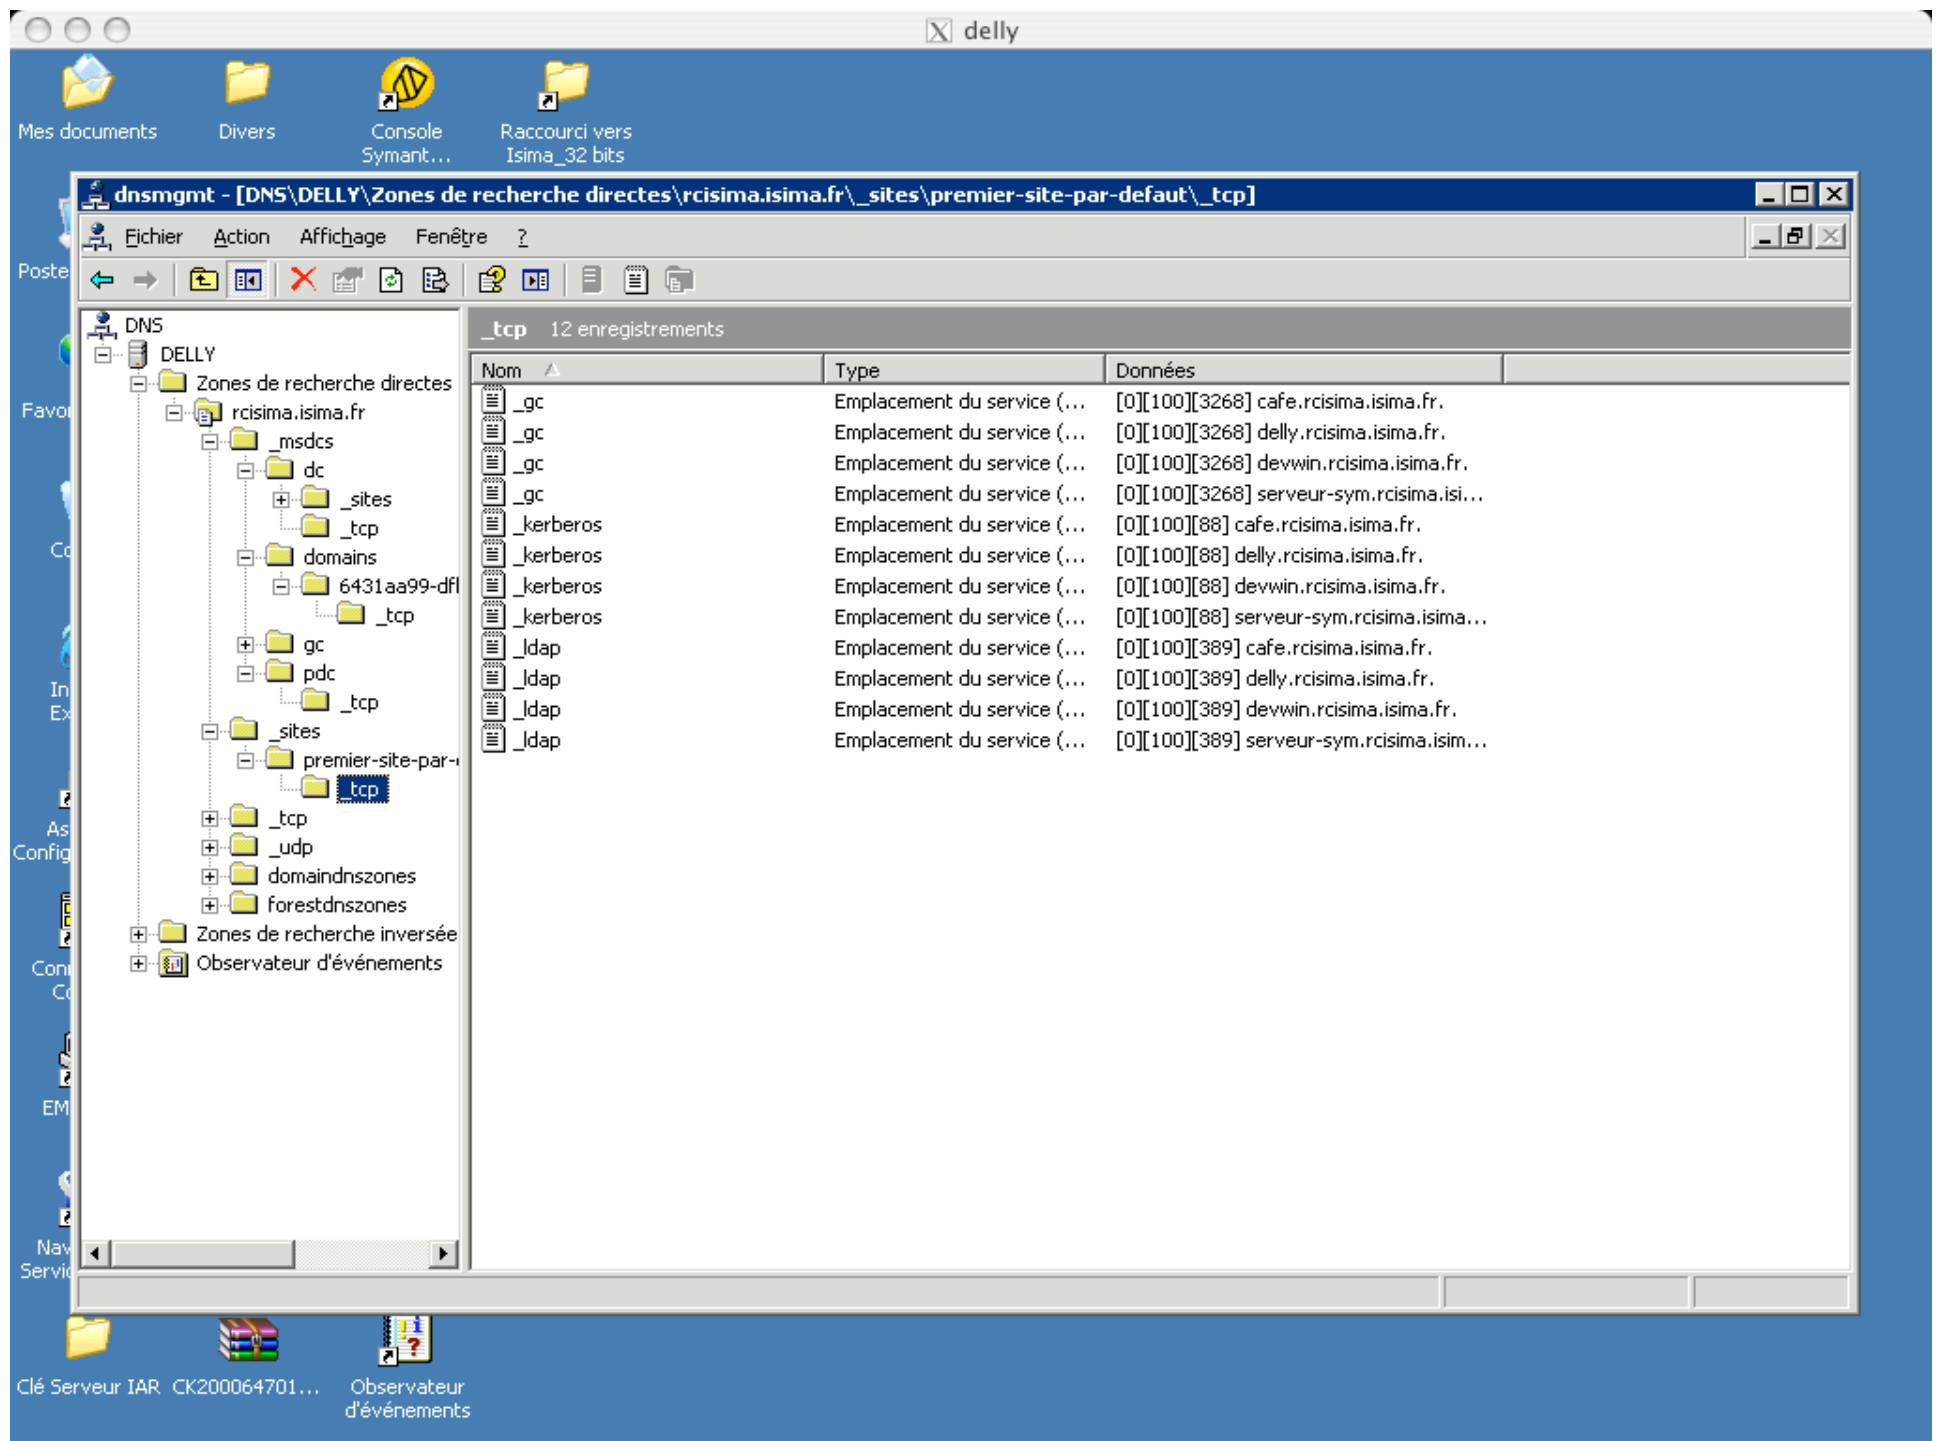 delly
Mes documents
Divers
Console
Symant...
Raccourci vers
Isima_32 bits
dnsmgmt - [DNS\DELLY\Zones de recherche directes\rcisima.isima.fr\_sites\premier-site-par-defaut\_tcp]
Fichier Action Affichage Fenêtre ?
Poste
Favo
DNS
DELLY
Zones de recherche directes
rcisima.isima.fr
_msdcs
dc
_sites
_tcp
domains
6431aa99-df
_tcp
gc
pdc
_tcp
_sites
premier-site-par-
_tcp
_tcp
_udp
domaindnszones
forestdnszones
Zones de recherche inversée
Observateur d'événements
_tcp 12 enregistrements
Nom Type Données
_gc Emplacement du service (... [0][100][3268] cafe.rcisima.isima.fr.
_gc Emplacement du service (... [0][100][3268] delly.rcisima.isima.fr.
_gc Emplacement du service (... [0][100][3268] devwin.rcisima.isima.fr.
_gc Emplacement du service (... [0][100][3268] serveur-sym.rcisima.isi...
_kerberos Emplacement du service (... [0][100][88] cafe.rcisima.isima.fr.
_kerberos Emplacement du service (... [0][100][88] delly.rcisima.isima.fr.
_kerberos Emplacement du service (... [0][100][88] devwin.rcisima.isima.fr.
_kerberos Emplacement du service (... [0][100][88] serveur-sym.rcisima.isima...
_ldap Emplacement du service (... [0][100][389] cafe.rcisima.isima.fr.
_ldap Emplacement du service (... [0][100][389] delly.rcisima.isima.fr.
_ldap Emplacement du service (... [0][100][389] devwin.rcisima.isima.fr.
_ldap Emplacement du service (... [0][100][389] serveur-sym.rcisima.isim...
In
Ex
As
Config
Con
EM
Nav
Servic
Clé Serveur IAR
CK200064701...
Observateur
d'événements